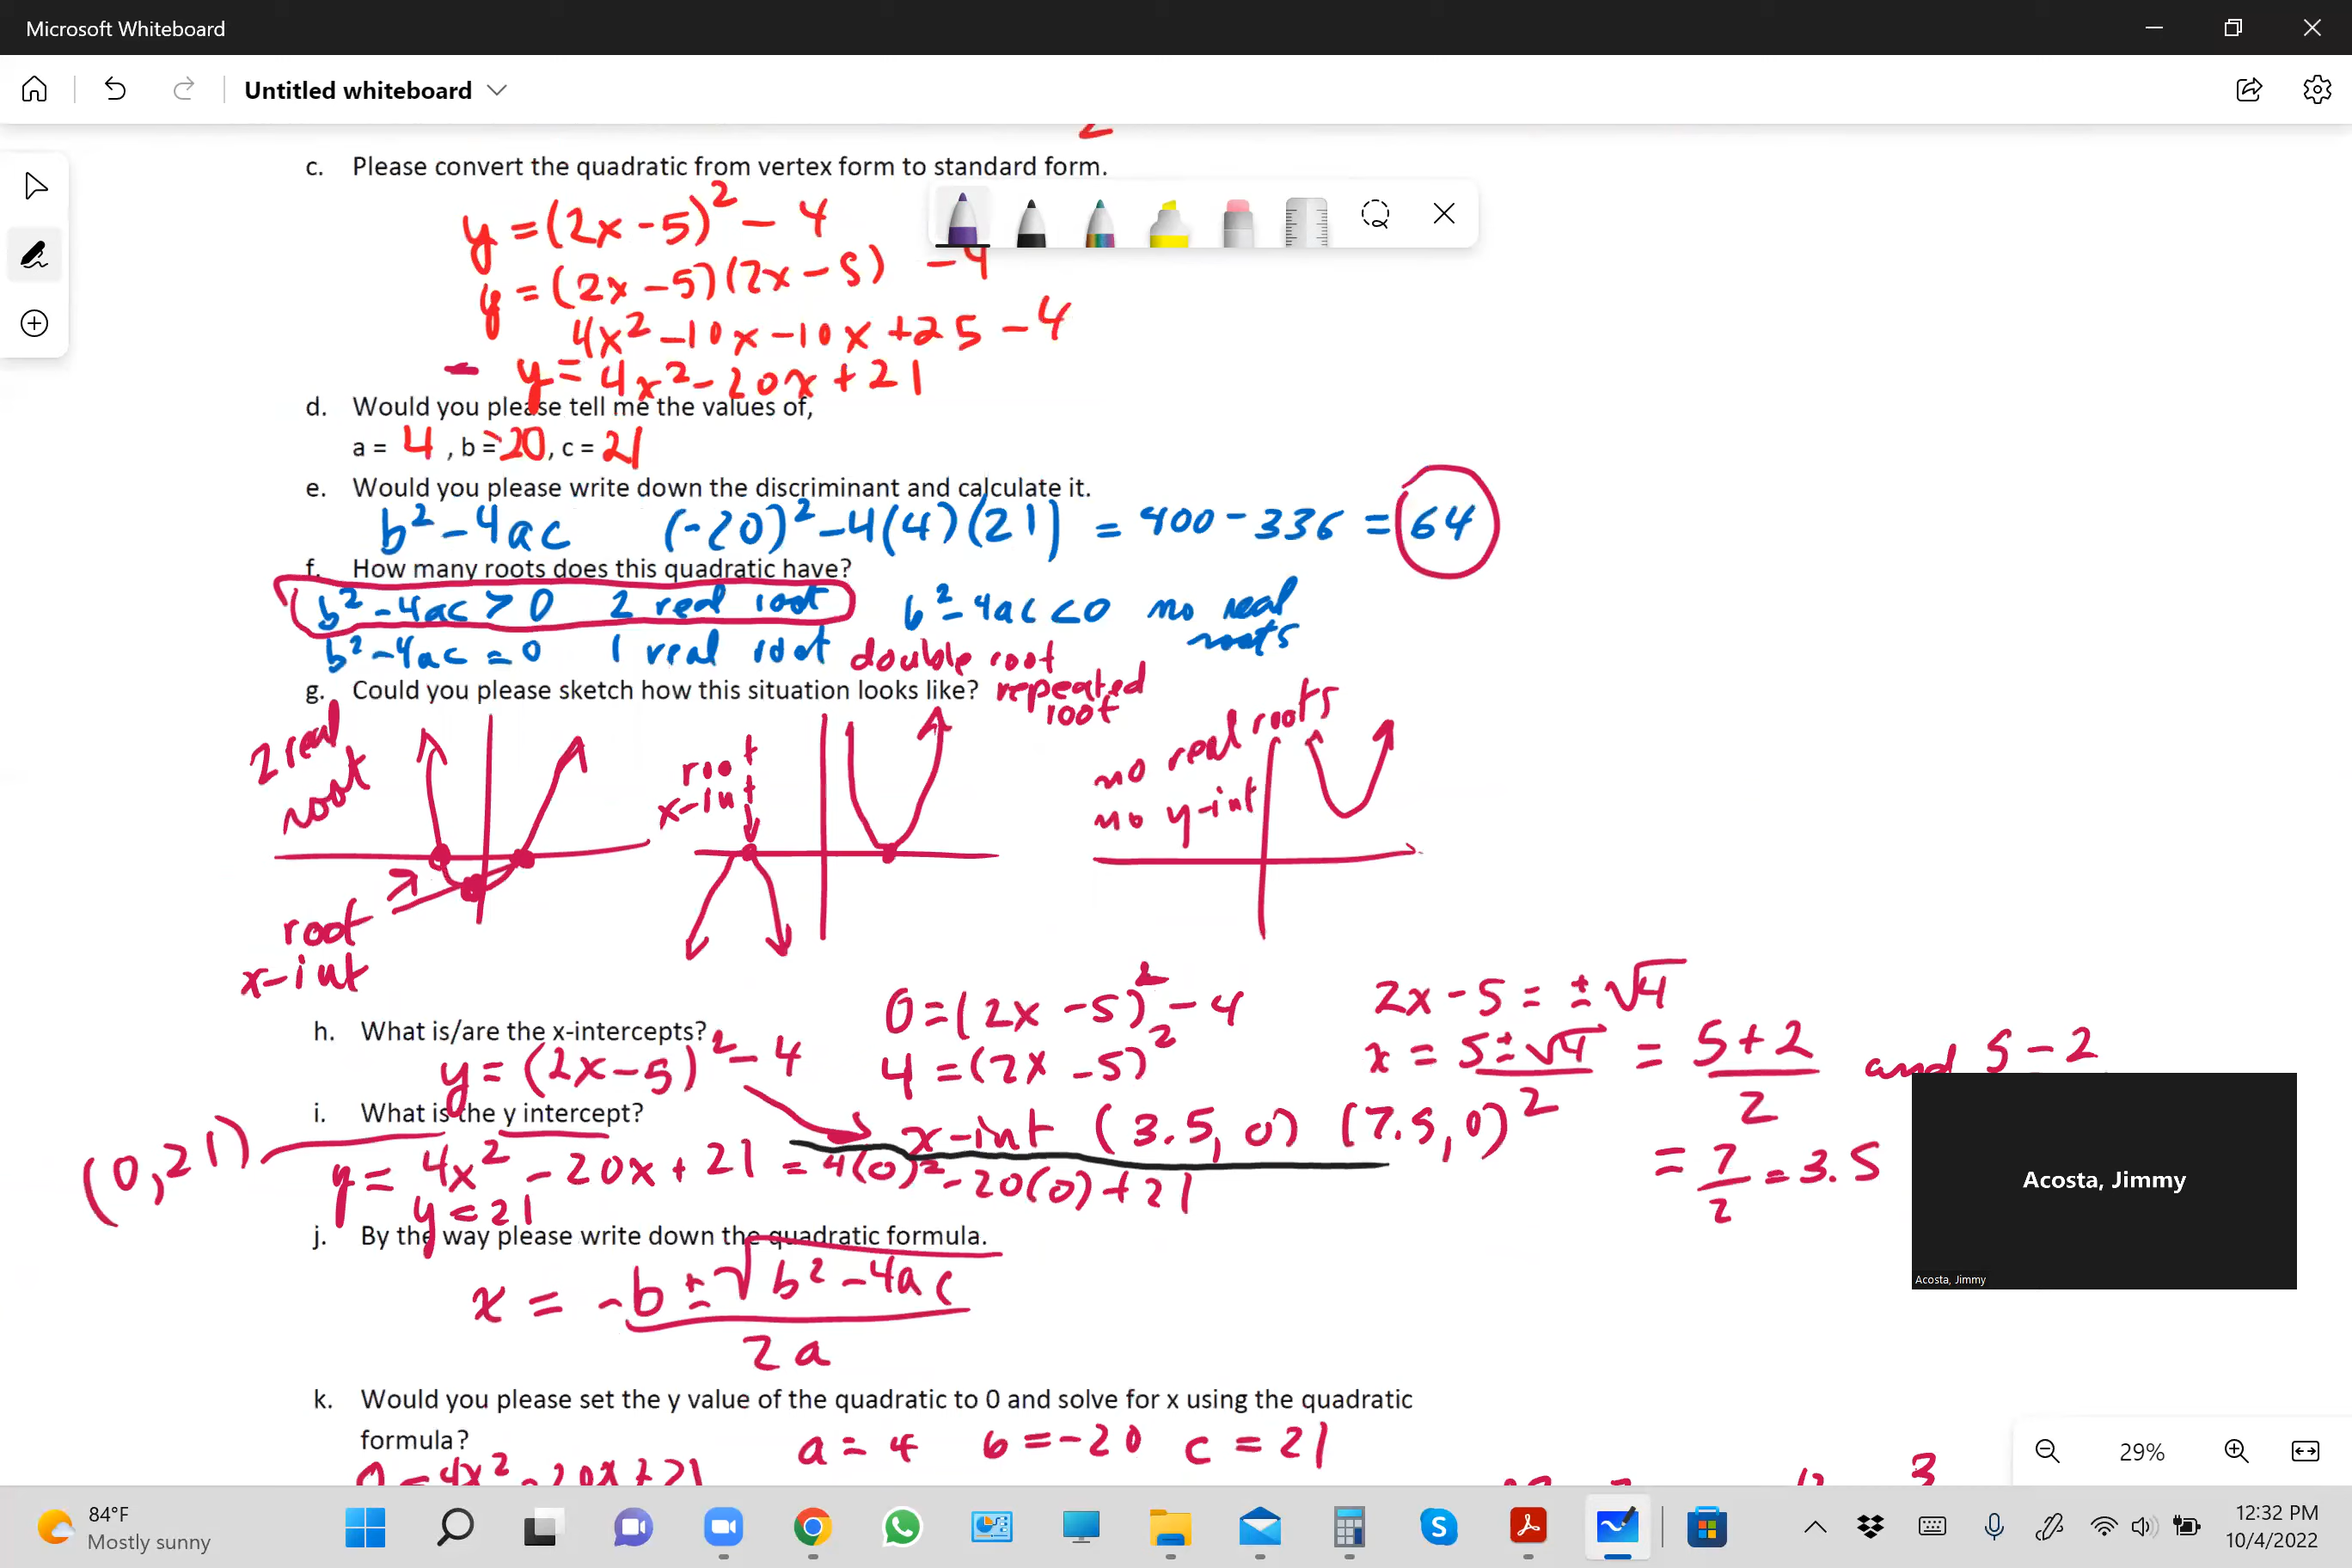 Microsoft Whiteboard
Untitled whiteboard
2
c. Please convert the quadratic from vertex form to standard form.
y = (2x - 5)² - 4
y = (2x - 5)(2x - 5) - 4
4x² - 10x - 10x + 25 - 4
- y = 4x² - 20x + 21
d. Would you please tell me the values of,
a = 4 , b = -20, c = 21
e. Would you please write down the discriminant and calculate it.
b² - 4ac (-20)² - 4(4)(21) = 400 - 336 = 64
f. How many roots does this quadratic have?
b² - 4ac > 0 2 real root b² - 4ac < 0 no real roots
b² - 4ac = 0 1 real root double root
g. Could you please sketch how this situation looks like? repeated root
2 real root
root x-int
no real roots
no y-int
root
x-int
h. What is/are the x-intercepts?
y = (2x - 5)² - 4
0 = (2x - 5)² - 4
4 = (2x - 5)²
2x - 5 = ± √4
x = 5 ± √4 / 2 = 5 + 2 / 2 and 5 - 2
= 7/2 = 3.5
x-int (3.5, 0) (7.5, 0)
i. What is the y intercept?
(0, 21)
y = 4x² - 20x + 21 = 4(0)² - 20(0) + 21
y = 21
j. By the way please write down the quadratic formula.
x = -b ± √b² - 4ac / 2a
k. Would you please set the y value of the quadratic to 0 and solve for x using the quadratic
formula?
a = 4 b = -20 c = 21
0 = 4x² - 20x + 21
3
Acosta, Jimmy
Acosta, Jimmy
29%
84°F
Mostly sunny
12:32 PM
10/4/2022